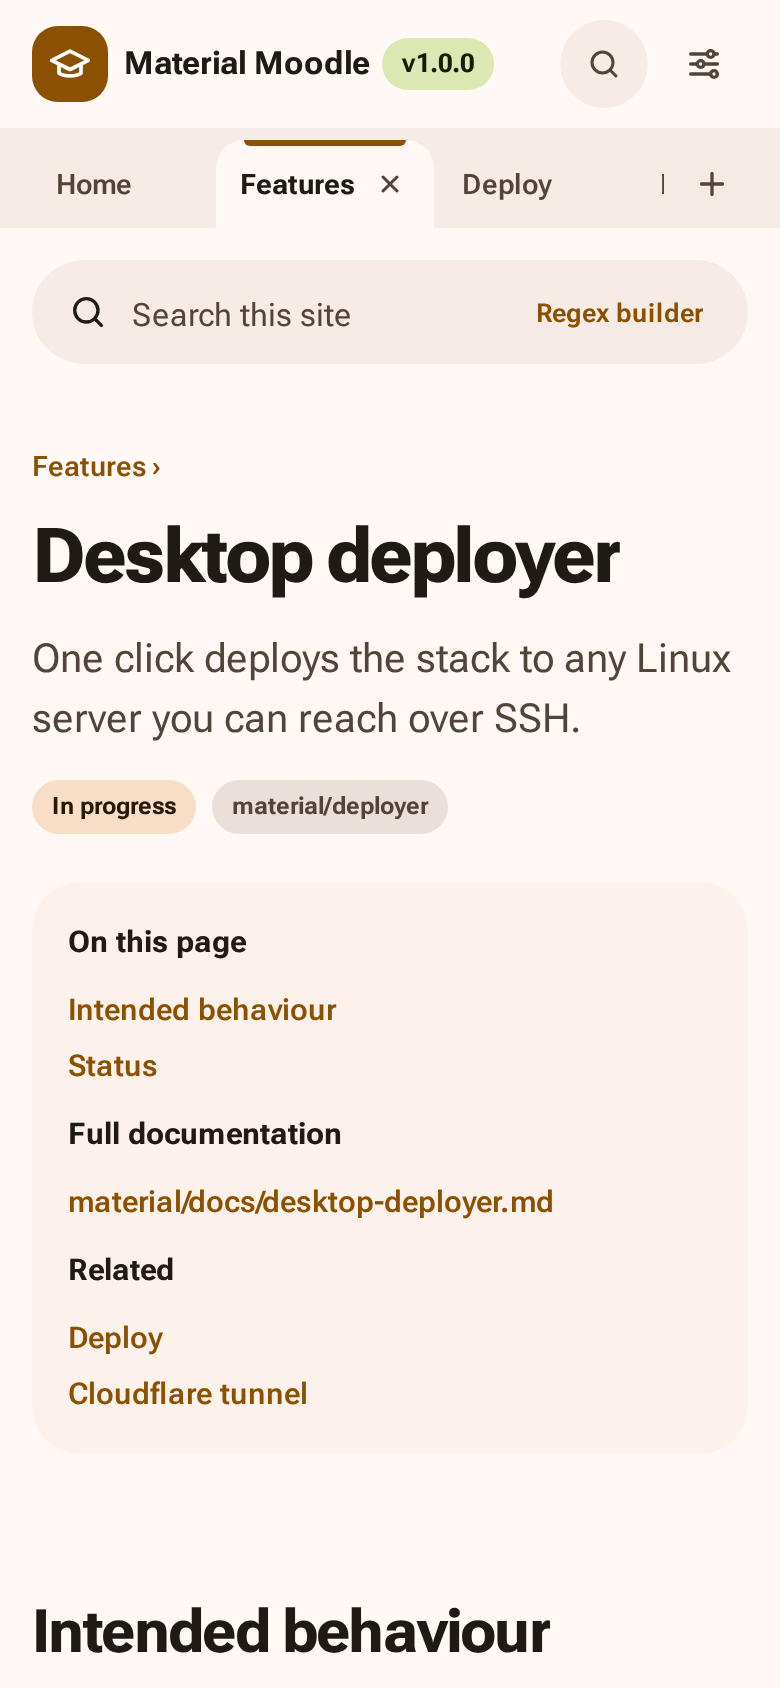 Material Moodle v1.0.0
Home Features Deploy
Search this site Regex builder
Features ›
Desktop deployer
One click deploys the stack to any Linux
server you can reach over SSH.
In progress material/deployer
On this page
Intended behaviour
Status
Full documentation
material/docs/desktop-deployer.md
Related
Deploy
Cloudflare tunnel
Intended behaviour